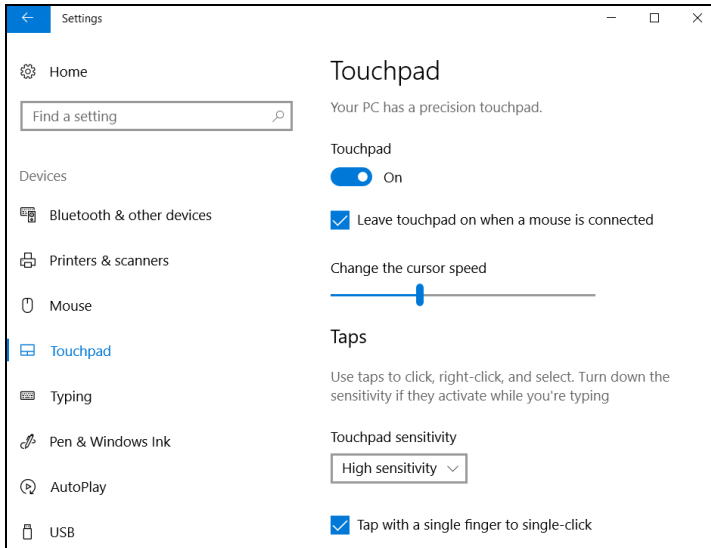 Settings
Home
Find a setting
Devices
Bluetooth & other devices
Printers & scanners
Mouse
Touchpad
Typing
Pen & Windows Ink
AutoPlay
USB
Touchpad
Your PC has a precision touchpad.
Touchpad
On
Leave touchpad on when a mouse is connected
Change the cursor speed
Taps
Use taps to click, right-click, and select. Turn down the
sensitivity if they activate while you're typing
Touchpad sensitivity
High sensitivity
Tap with a single finger to single-click